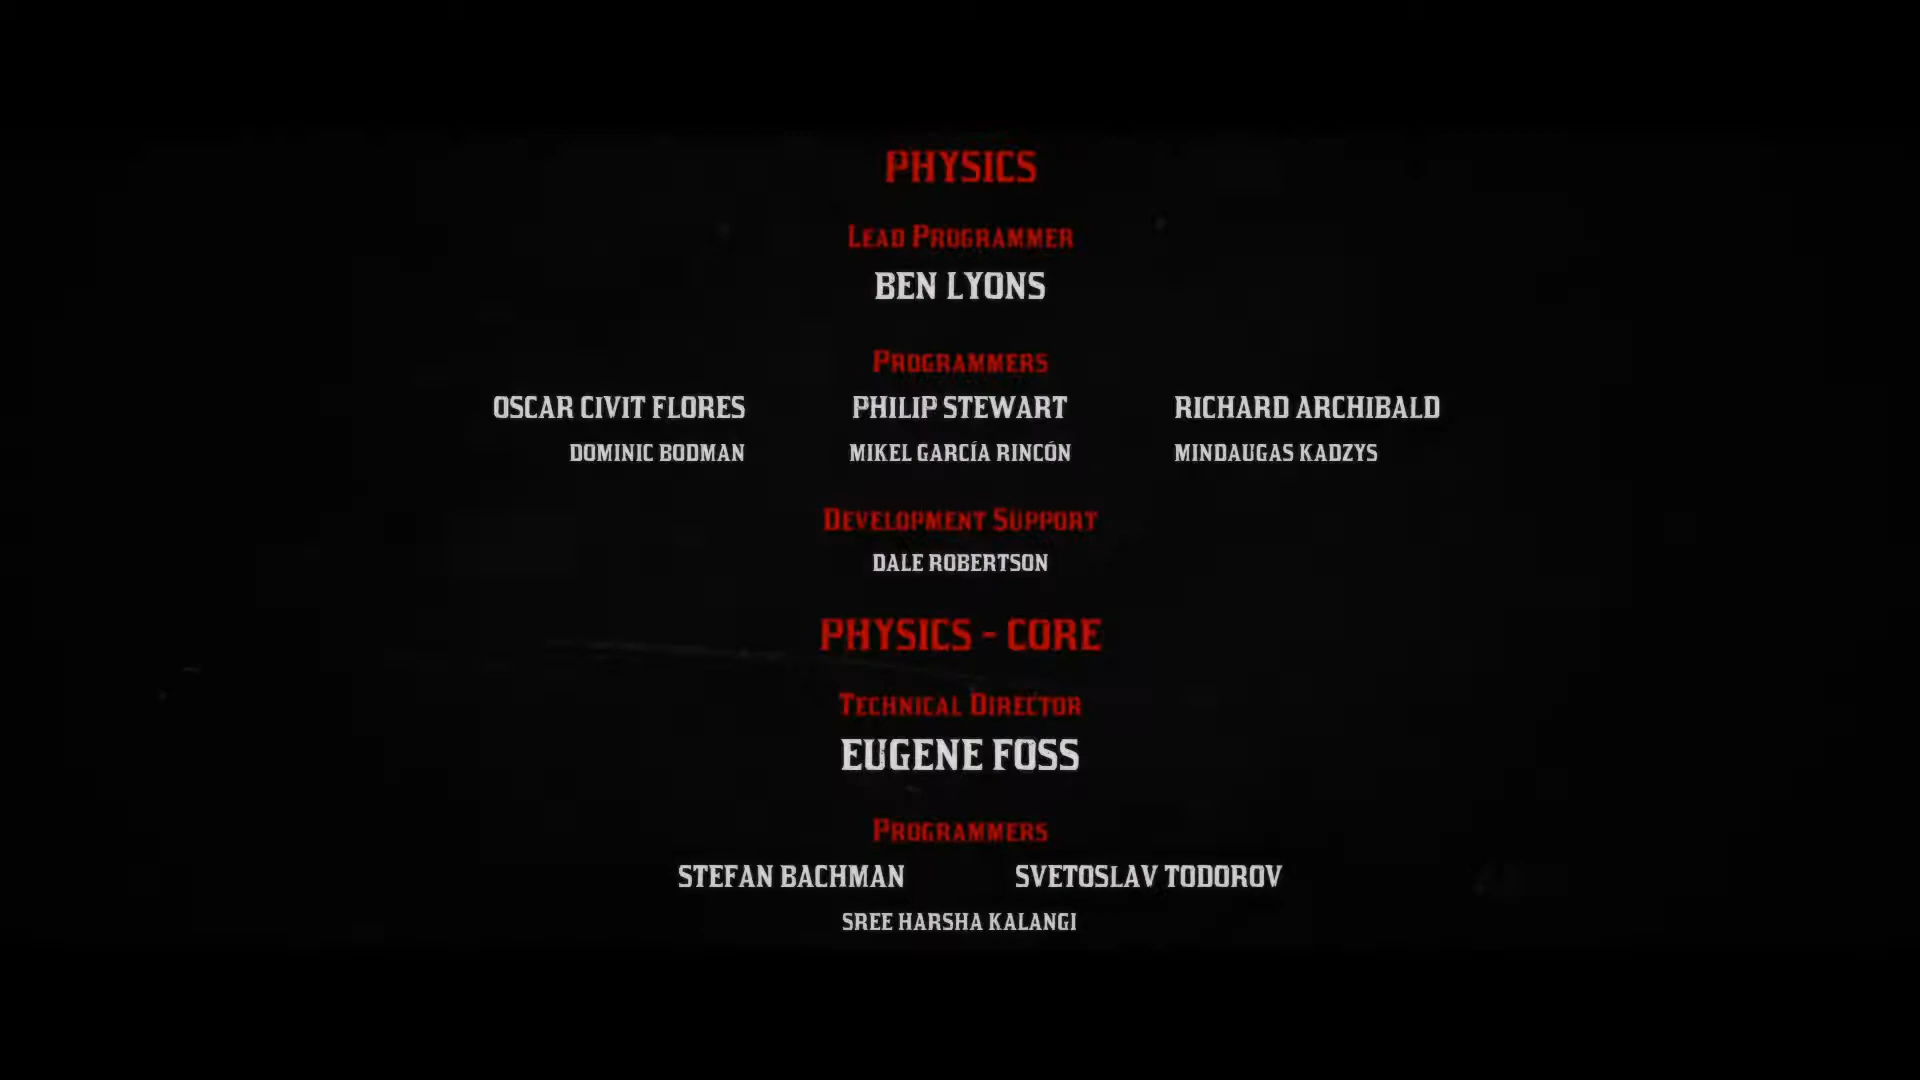 PHYSICS
LEAD PROGRAMMER
BEN LYONS
PROGRAMMERS
OSCAR CIVIT FLORES PHILIP STEWART RICHARD ARCHIBALD
DOMINIC BODMAN MIKEL GARCÍA RINCÓN MINDAUGAS KADZYS
DEVELOPMENT SUPPORT
DALE ROBERTSON
PHYSICS - CORE
TECHNICAL DIRECTOR
EUGENE FOSS
PROGRAMMERS
STEFAN BACHMAN SVETOSLAV TODOROV
SREE HARSHA KALANGI